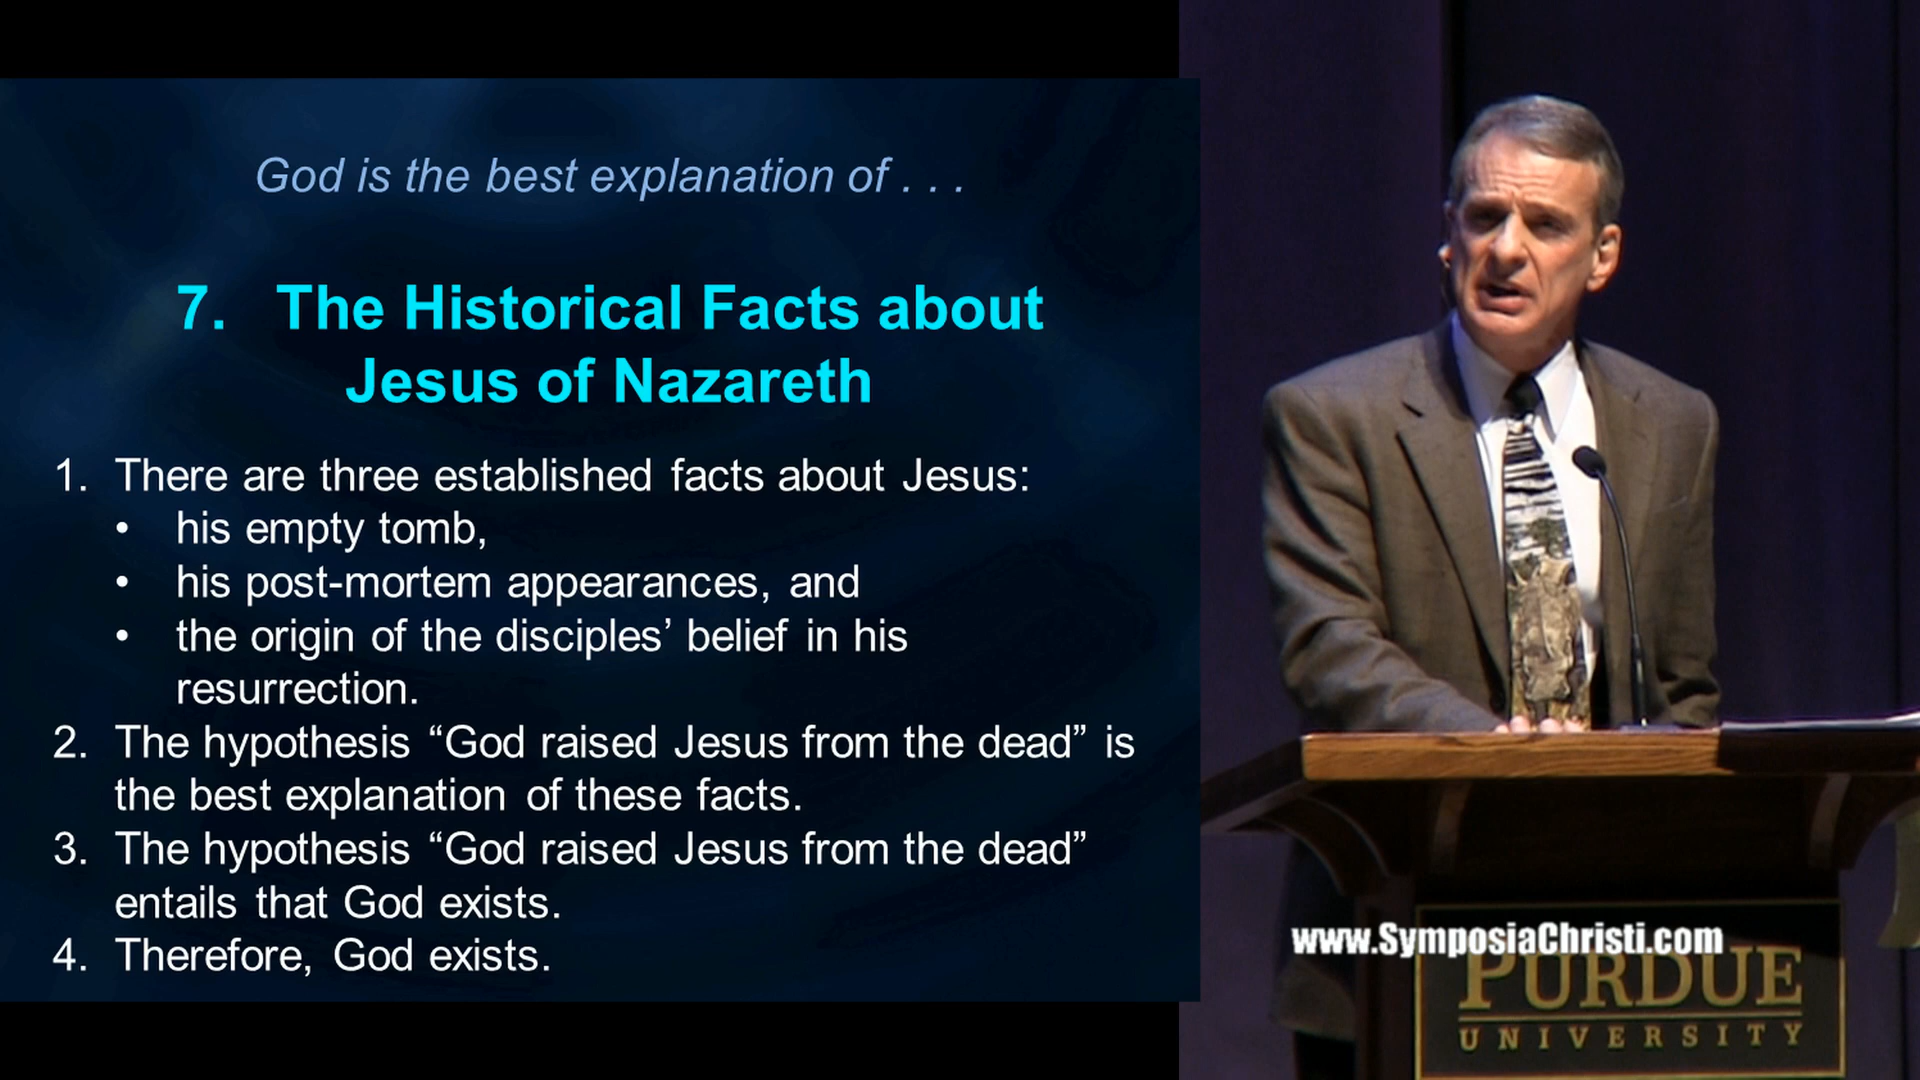 God is the best explanation of . . .
7. The Historical Facts about
Jesus of Nazareth
1. There are three established facts about Jesus:
• his empty tomb,
• his post-mortem appearances, and
• the origin of the disciples’ belief in his
resurrection.
2. The hypothesis “God raised Jesus from the dead” is
the best explanation of these facts.
3. The hypothesis “God raised Jesus from the dead”
entails that God exists.
4. Therefore, God exists.
www.SymposiaChristi.com
PURDUE
UNIVERSITY